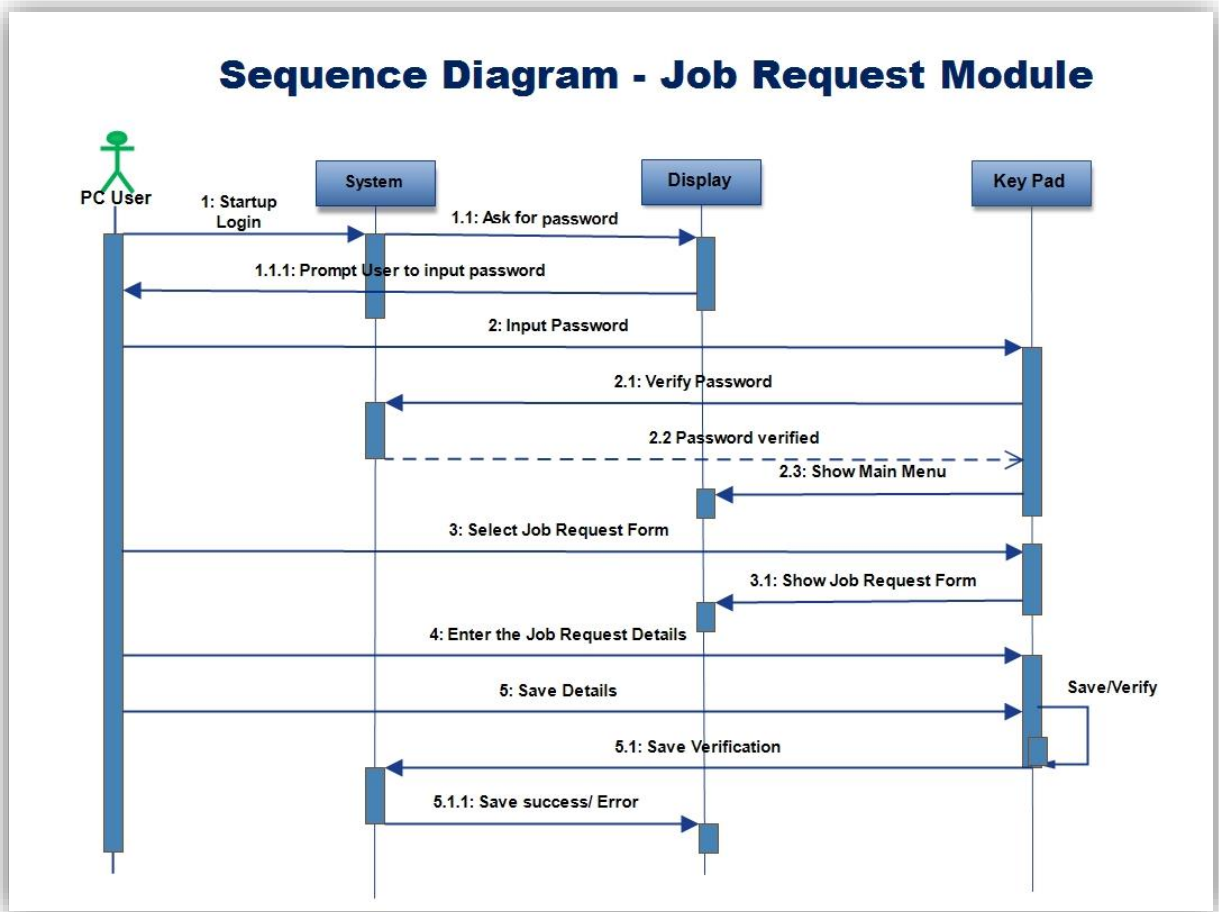 Sequence Diagram - Job Request Module
PC User
System
Display
Key Pad
1: Startup
Login
1.1: Ask for password
1.1.1: Prompt User to input password
2: Input Password
2.1: Verify Password
2.2 Password verified
2.3: Show Main Menu
3: Select Job Request Form
3.1: Show Job Request Form
4: Enter the Job Request Details
5: Save Details
Save/Verify
5.1: Save Verification
5.1.1: Save success/ Error